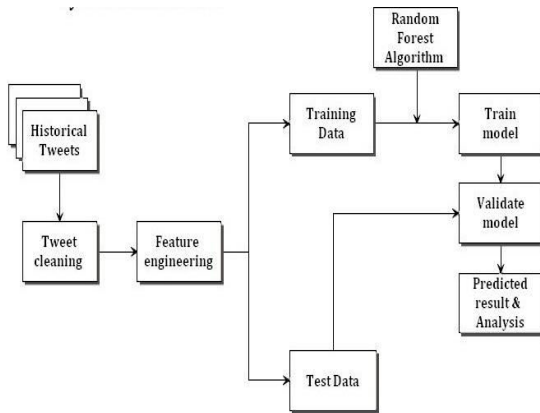 Random
Forest
Algorithm
Historical
Tweets
Training
Data
Train
model
Tweet
cleaning
Feature
engineering
Validate
model
Predicted
result &
Analysis
Test Data